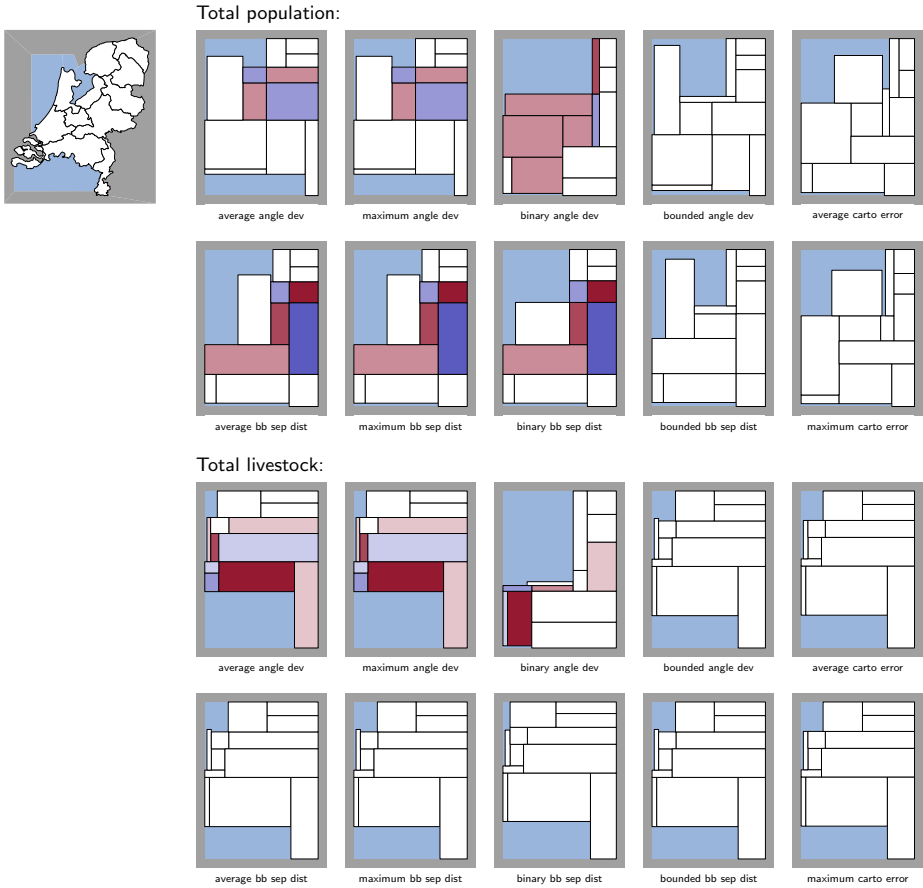 Total population:
average angle dev
maximum angle dev
binary angle dev
bounded angle dev
average carto error
average bb sep dist
maximum bb sep dist
binary bb sep dist
bounded bb sep dist
maximum carto error
Total livestock:
average angle dev
maximum angle dev
binary angle dev
bounded angle dev
average carto error
average bb sep dist
maximum bb sep dist
binary bb sep dist
bounded bb sep dist
maximum carto error